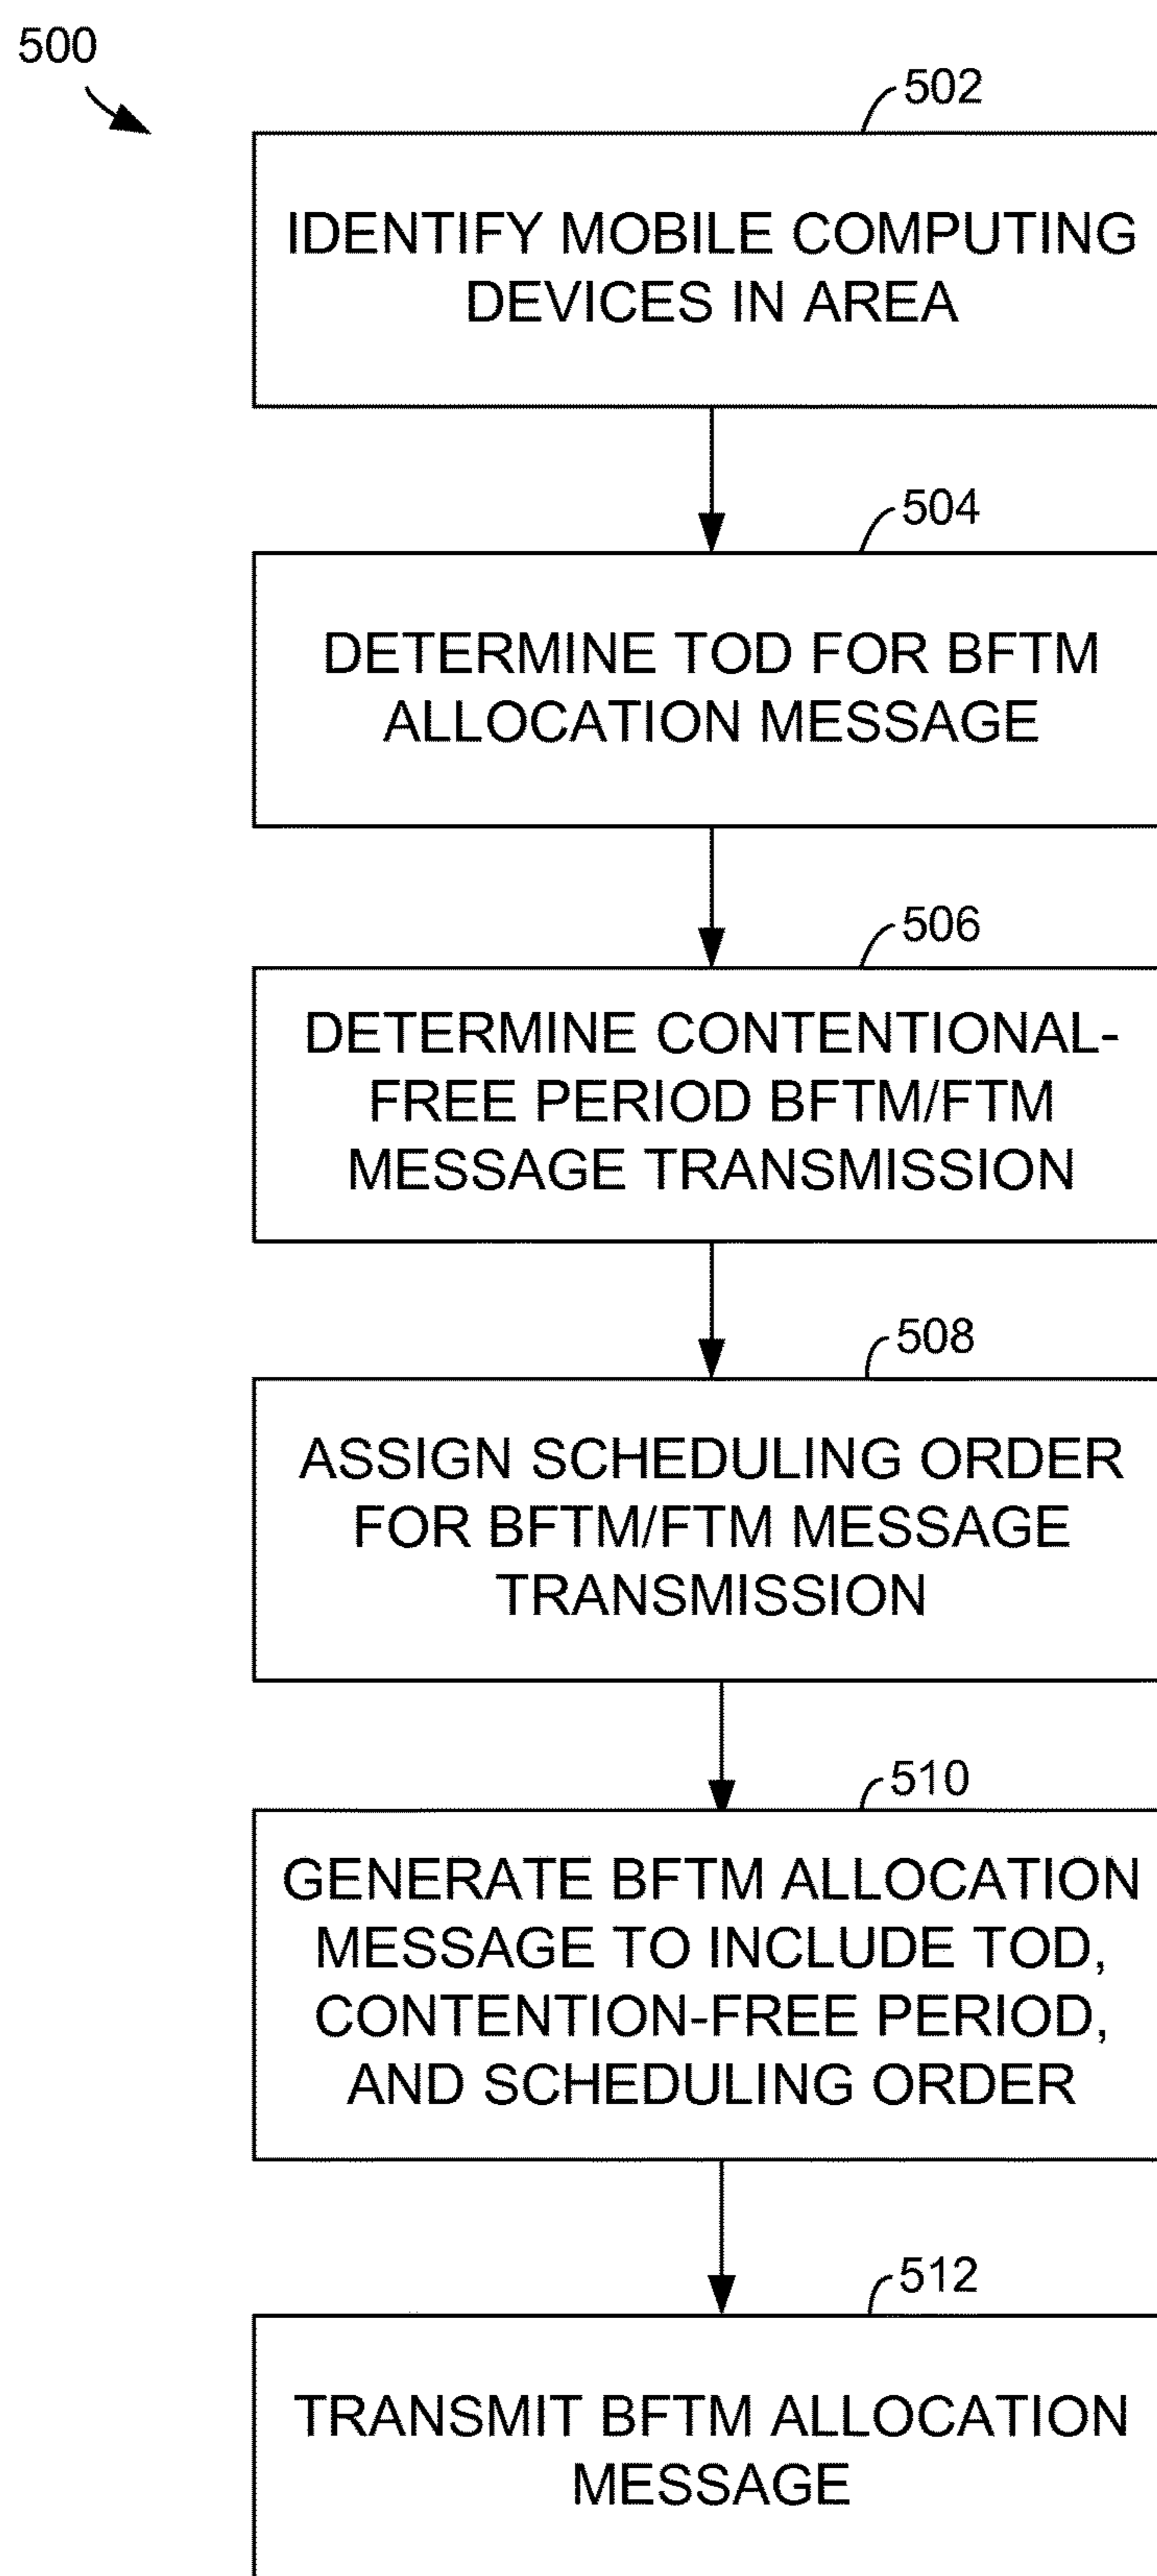 500
502
IDENTIFY MOBILE COMPUTING
DEVICES IN AREA
504
DETERMINE TOD FOR BFTM
ALLOCATION MESSAGE
506
DETERMINE CONTENTIONAL-
FREE PERIOD BFTM/FTM
MESSAGE TRANSMISSION
508
ASSIGN SCHEDULING ORDER
FOR BFTM/FTM MESSAGE
TRANSMISSION
510
GENERATE BFTM ALLOCATION
MESSAGE TO INCLUDE TOD,
CONTENTION-FREE PERIOD,
AND SCHEDULING ORDER
512
TRANSMIT BFTM ALLOCATION
MESSAGE